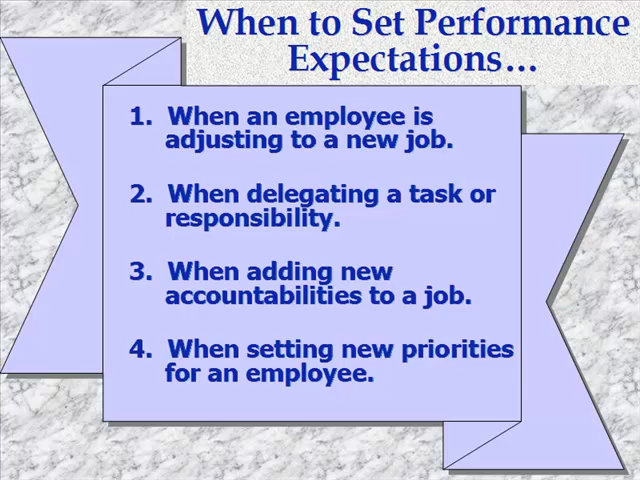 When to Set Performance
Expectations…
1. When an employee is
adjusting to a new job.
2. When delegating a task or
responsibility.
3. When adding new
accountabilities to a job.
4. When setting new priorities
for an employee.